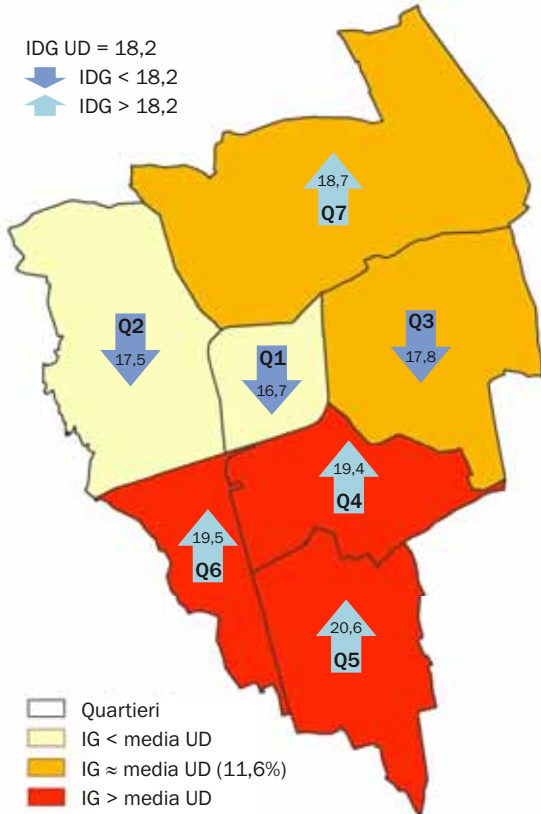 IDG UD = 18,2
IDG < 18,2
IDG > 18,2
18,7
Q7
Q2
17,5
Q1
16,7
Q3
17,8
19,4
Q4
19,5
Q6
20,6
Q5
Quartieri
IG < media UD
IG ≈ media UD (11,6%)
IG > media UD